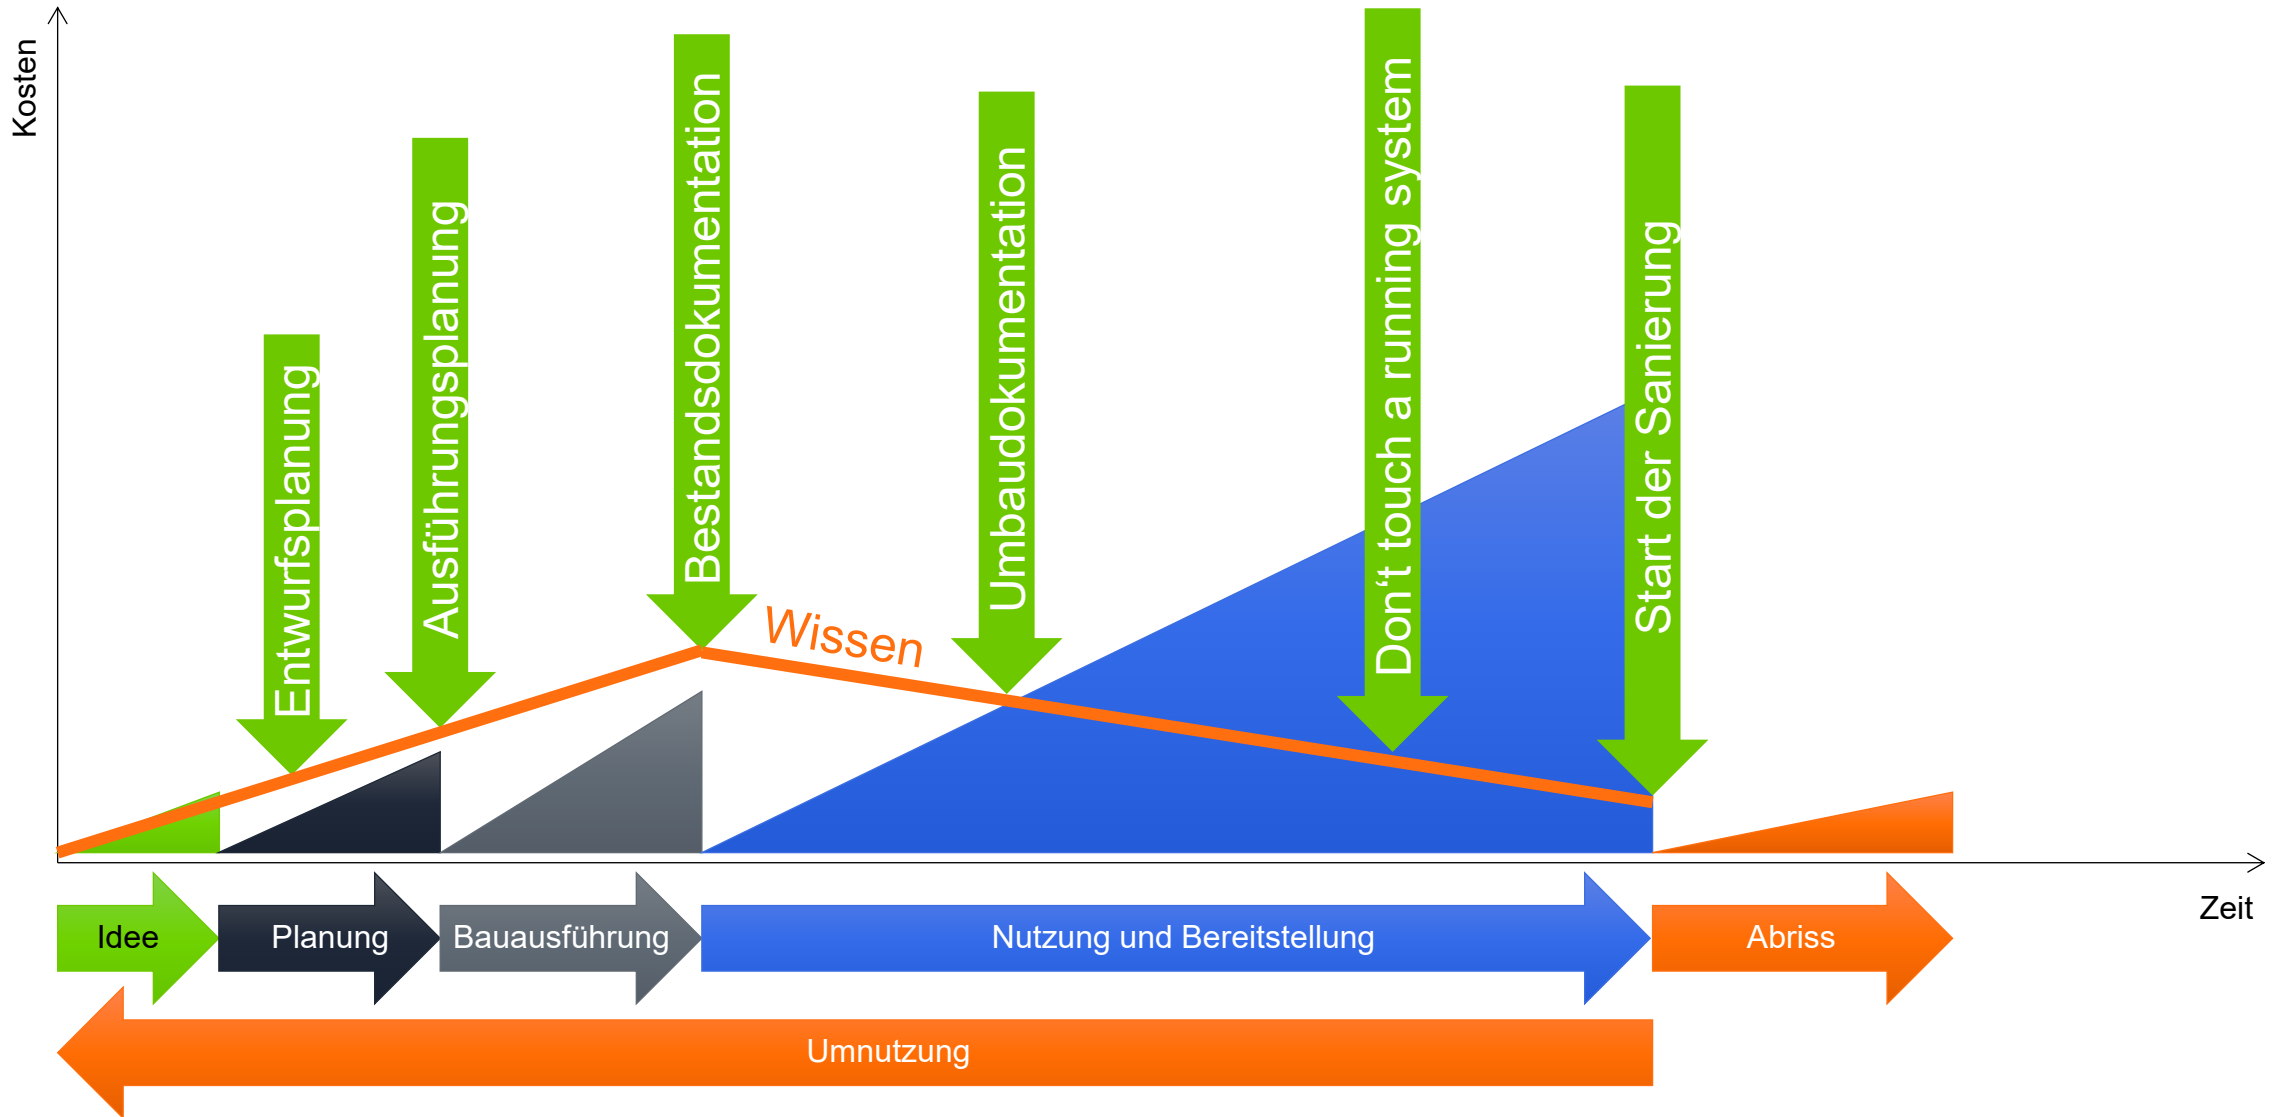 Kosten
Entwurfsplanung
Ausführungsplanung
Bestandsdokumentation
Wissen
Umbaudokumentation
Don‘t touch a running system
Start der Sanierung
Zeit
Idee
Planung
Bauausführung
Nutzung und Bereitstellung
Abriss
Umnutzung